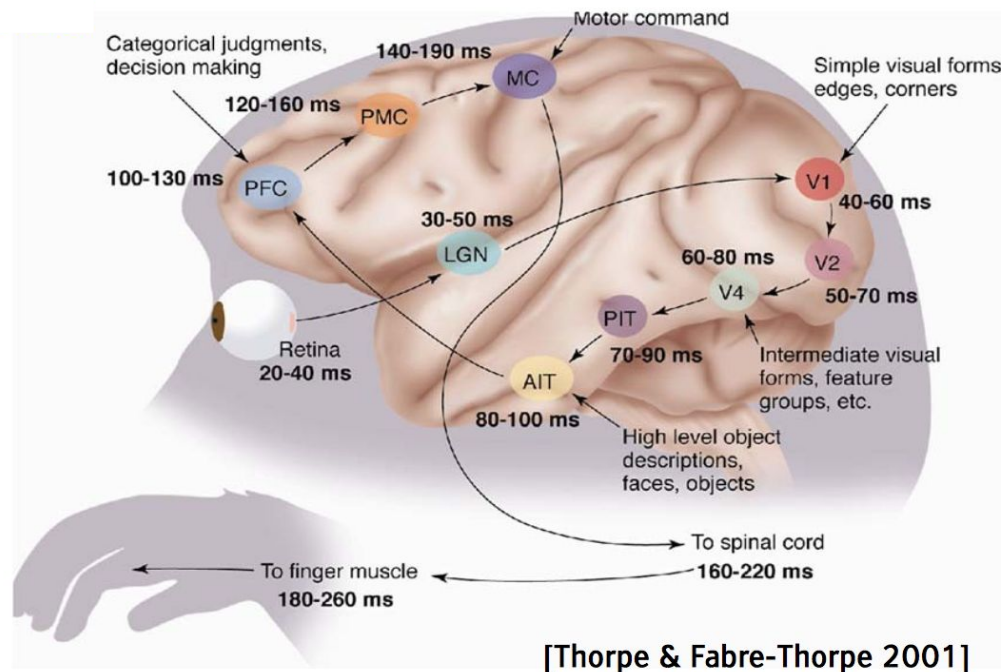 Motor command
Categorical judgments,
decision making
140-190 ms
MC
Simple visual forms
edges, corners
120-160 ms
PMC
100-130 ms
PFC
V1
40-60 ms
30-50 ms
LGN
60-80 ms
V2
V4
50-70 ms
PIT
70-90 ms
Retina
20-40 ms
AIT
80-100 ms
Intermediate visual
forms, feature
groups, etc.
High level object
descriptions,
faces, objects
To spinal cord
160-220 ms
To finger muscle
180-260 ms
[Thorpe & Fabre-Thorpe 2001]